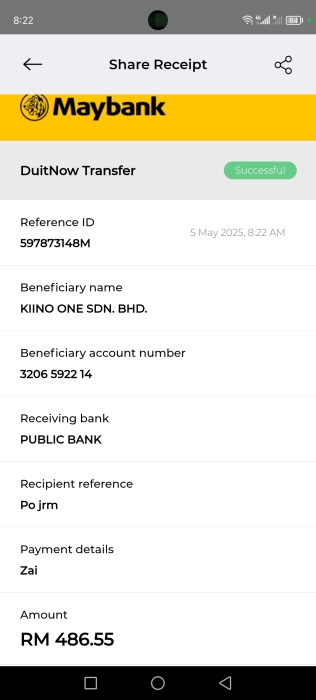 8:22
84
Share Receipt
Maybank
DuitNow Transfer
Successful
Reference ID
5 May 2025, 8:22 AM
597873148M
Beneficiary name
KIINO ONE SDN. BHD.
Beneficiary account number
3206 5922 14
Receiving bank
PUBLIC BANK
Recipient reference
Po jrm
Payment details
Zai
Amount
RM 486.55